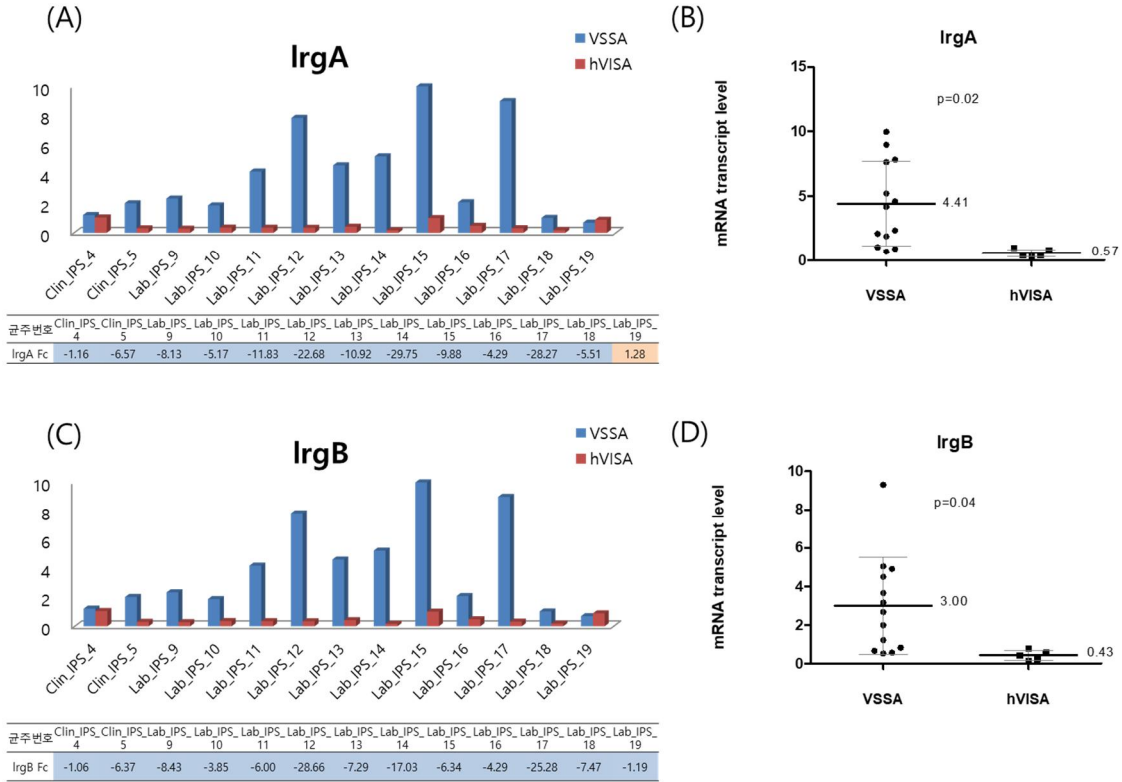 (A)
lrgA
VSSA
hVISA
10
8
6
4
2
0
Clin_IPS_4
Clin_IPS_5
Lab_IPS_9
Lab_IPS_10
Lab_IPS_11
Lab_IPS_12
Lab_IPS_13
Lab_IPS_14
Lab_IPS_15
Lab_IPS_16
Lab_IPS_17
Lab_IPS_18
Lab_IPS_19
균주번호 Clin_IPS_4 Clin_IPS_5 Lab_IPS_9 Lab_IPS_10 Lab_IPS_11 Lab_IPS_12 Lab_IPS_13 Lab_IPS_14 Lab_IPS_15 Lab_IPS_16 Lab_IPS_17 Lab_IPS_18 Lab_IPS_19
lrgA Fc -1.16 -6.57 -8.13 -5.17 -11.83 -22.68 -10.92 -29.75 -9.88 -4.29 -28.27 -5.51 1.28
(B)
lrgA
mRNA transcript level
15
10
5
0
p=0.02
4.41
0.57
VSSA hVISA
(C)
lrgB
VSSA
hVISA
10
8
6
4
2
0
Clin_IPS_4
Clin_IPS_5
Lab_IPS_9
Lab_IPS_10
Lab_IPS_11
Lab_IPS_12
Lab_IPS_13
Lab_IPS_14
Lab_IPS_15
Lab_IPS_16
Lab_IPS_17
Lab_IPS_18
Lab_IPS_19
균주번호 Clin_IPS_4 Clin_IPS_5 Lab_IPS_9 Lab_IPS_10 Lab_IPS_11 Lab_IPS_12 Lab_IPS_13 Lab_IPS_14 Lab_IPS_15 Lab_IPS_16 Lab_IPS_17 Lab_IPS_18 Lab_IPS_19
lrgB Fc -1.06 -6.37 -8.43 -3.85 -6.00 -28.66 -7.29 -17.03 -6.34 -4.29 -25.28 -7.47 -1.19
(D)
lrgB
mRNA transcript level
10
8
6
4
2
0
p=0.04
3.00
0.43
VSSA hVISA